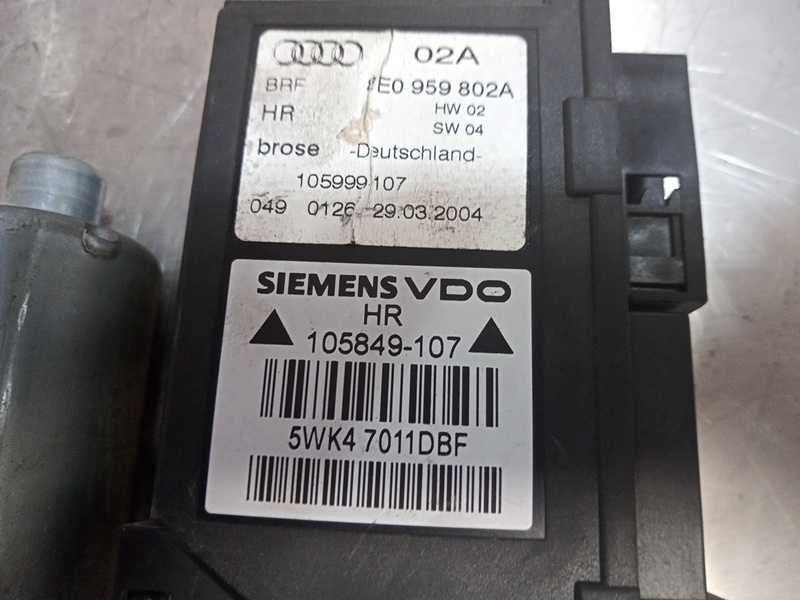 02A
BRF 8E0 959 802A
HR HW 02
SW 04
brose -Deutschland-
105999107
049 0126 29.03.2004
SIEMENS VDO
HR
105849-107
5WK4 7011DBF